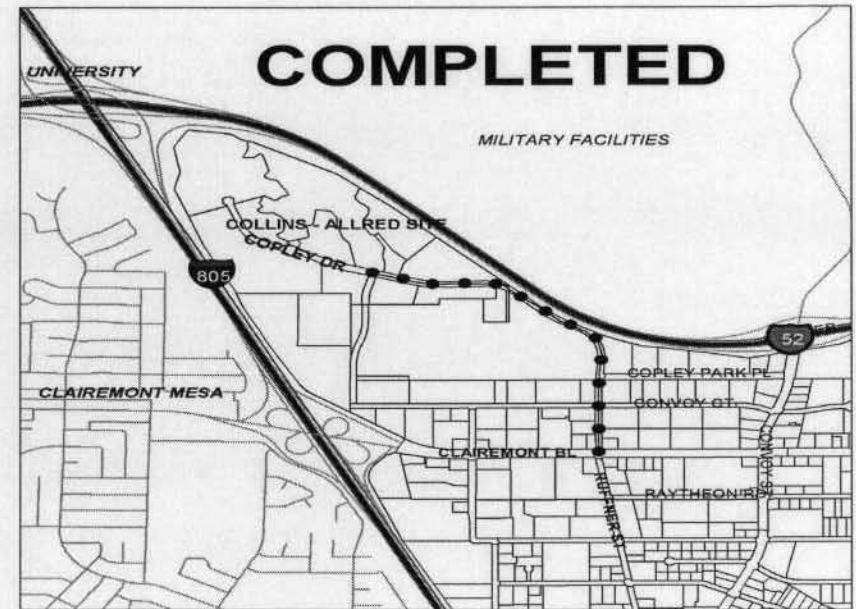 COMPLETED
UNIVERSITY
MILITARY FACILITIES
COLLINS - ALLRED SITE
COPLEY DR
805
52
COPLEY PARK PL
CLAIREMONT MESA
CONVOY CT.
CLAIREMONT BL
CONVOY ST
RAYTHEON RD
RUFFNER ST